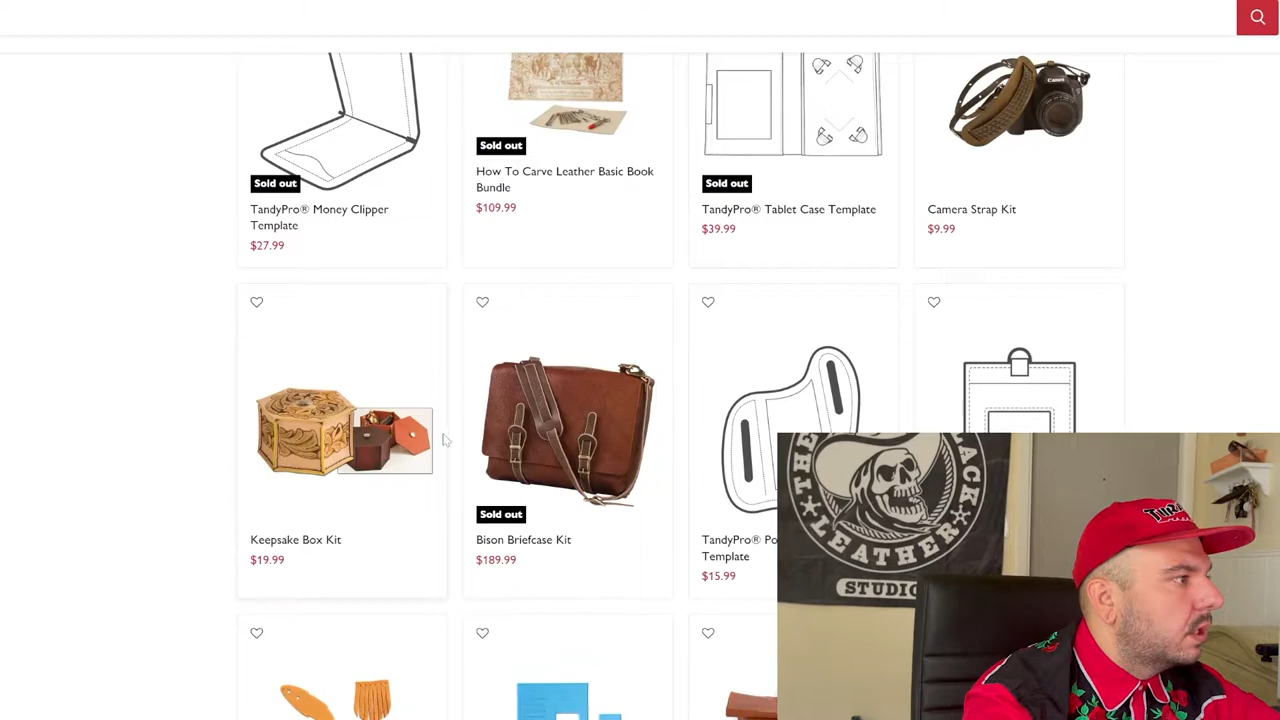 Sold out
TandyPro® Money Clipper
Template
$27.99
Sold out
How To Carve Leather Basic Book
Bundle
$109.99
Sold out
TandyPro® Tablet Case Template
$39.99
Canon
Camera Strap Kit
$9.99
Keepsake Box Kit
$19.99
Sold out
Bison Briefcase Kit
$189.99
TandyPro®
Template
$15.99
THE
LEATHER
STUDIO